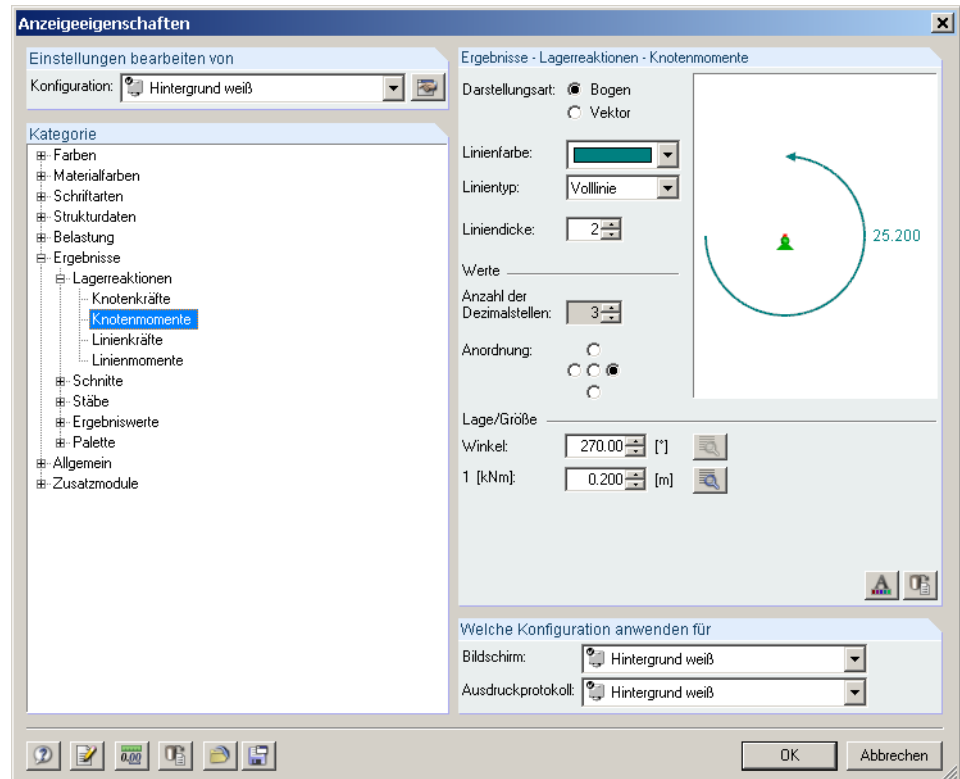 Anzeigeeigenschaften
Einstellungen bearbeiten von
Konfiguration: Hintergrund weiß
Kategorie
Farben
Materialfarben
Schriftarten
Strukturdaten
Belastung
Ergebnisse
Lagerreaktionen
Knotenkräfte
Knotenmomente
Linienkräfte
Linienmomente
Schnitte
Stäbe
Ergebniswerte
Palette
Allgemein
Zusatzmodule
Ergebnisse - Lagerreaktionen - Knotenmomente
Darstellungsart: Bogen
Vektor
Linienfarbe:
Linientyp: Volllinie
Liniendicke: 2
Werte
Anzahl der
Dezimalstellen: 3
Anordnung:
Lage/Größe
Winkel: 270.00 [°]
1 [kNm]: 0.200 [m]
25.200
A
Welche Konfiguration anwenden für
Bildschirm: Hintergrund weiß
Ausdruckprotokoll: Hintergrund weiß
? 0.00
OK Abbrechen